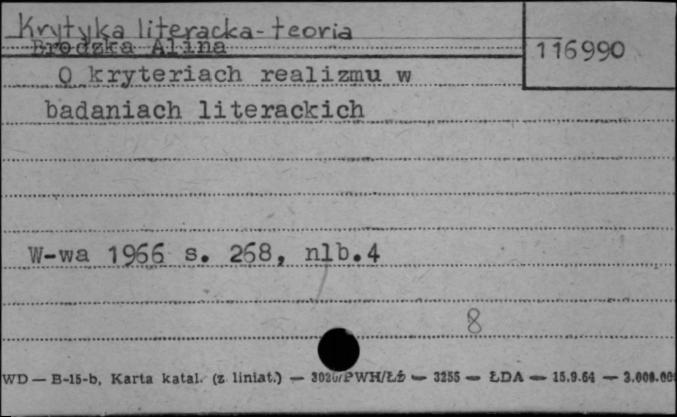 Krytyka literacka - teoria
Brodzka Alina
116990
O kryteriach realizmu w
badaniach literackich
W-wa 1966 s. 268, nlb.4
8
WD — B-15-b, Karta katal. (z liniat.) — 3020/PWH/ŁD — 3255 — ŁDA — 15.9.64 — 3.000.00